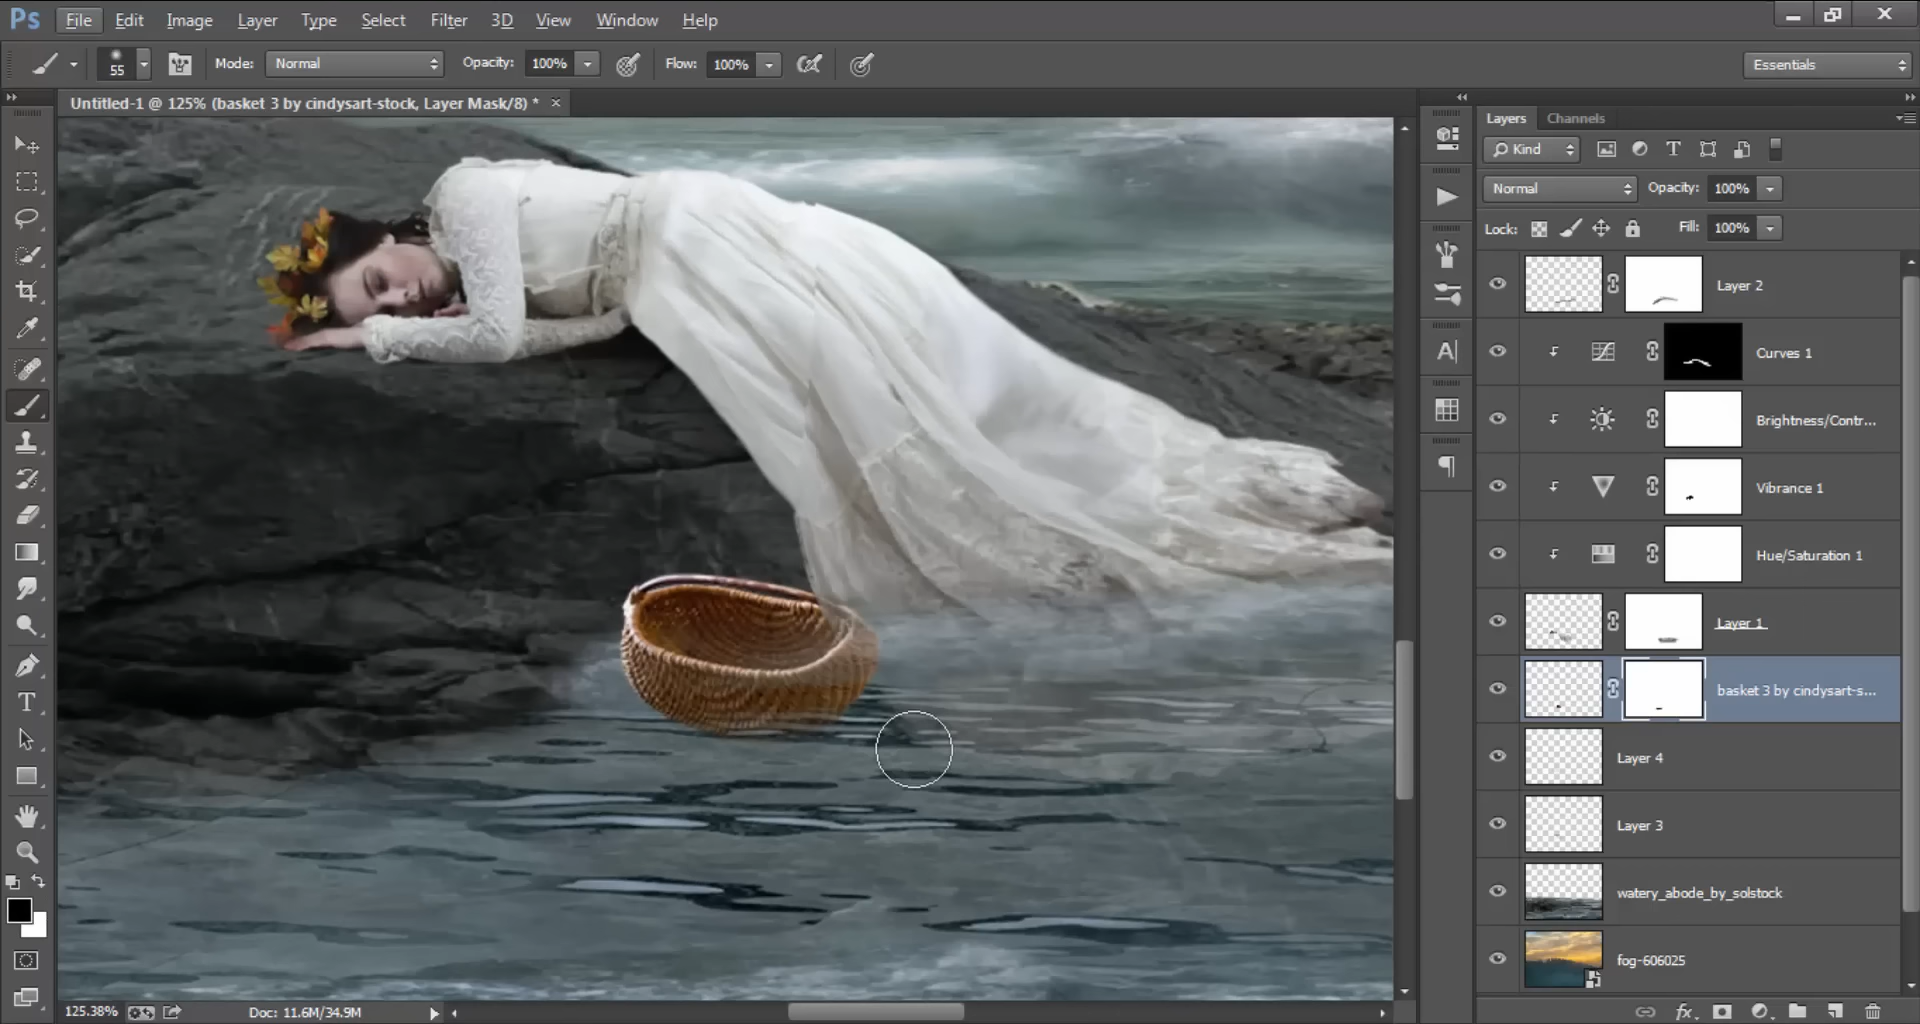 Ps File Edit Image Layer Type Select Filter 3D View Window Help
55 Mode: Normal Opacity: 100% Flow: 100% Essentials
Untitled-1 @ 125% (basket 3 by cindysart-stock, Layer Mask/8) * ×
Layers Channels
Kind
Normal Opacity: 100%
Lock: Fill: 100%
Layer 2
Curves 1
Brightness/Contr...
Vibrance 1
Hue/Saturation 1
Layer 1
basket 3 by cindysart-s...
Layer 4
Layer 3
watery_abode_by_solstock
fog-606025
125.38% Doc: 11.6M/34.9M